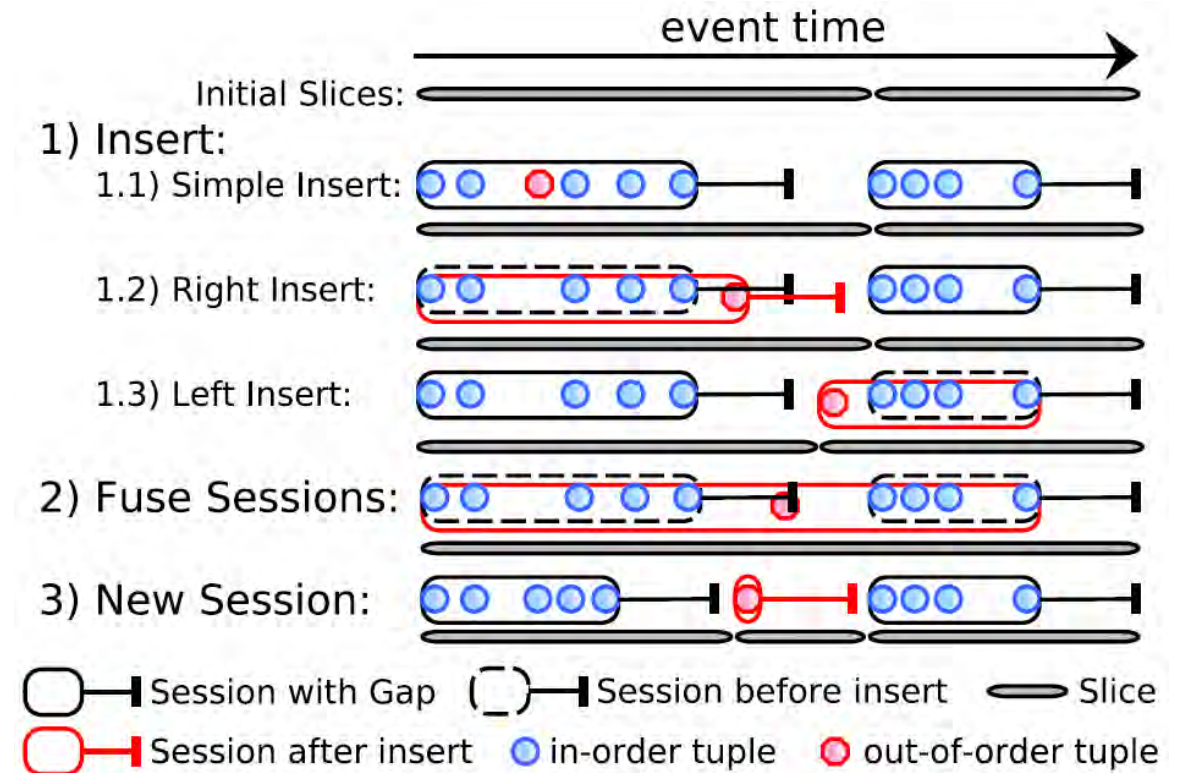 event time
Initial Slices:
1) Insert:
1.1) Simple Insert:
1.2) Right Insert:
1.3) Left Insert:
2) Fuse Sessions:
3) New Session:
Session with Gap
Session before insert
Slice
Session after insert
in-order tuple
out-of-order tuple